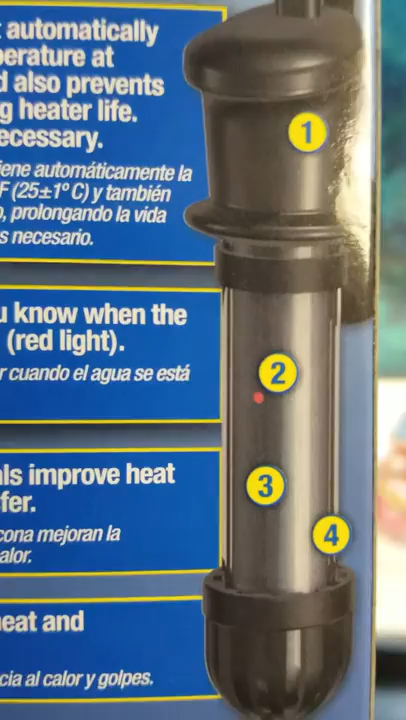 automatically
perature at
d also prevents
g heater life.
ecessary.
iene automáticamente la
F (25±1º C) y también
o, prolongando la vida
s necesario.
1
u know when the
(red light).
r cuando el agua se está
2
als improve heat
fer.
cona mejoran la
alor.
3
4
eat and
cia al calor y golpes.